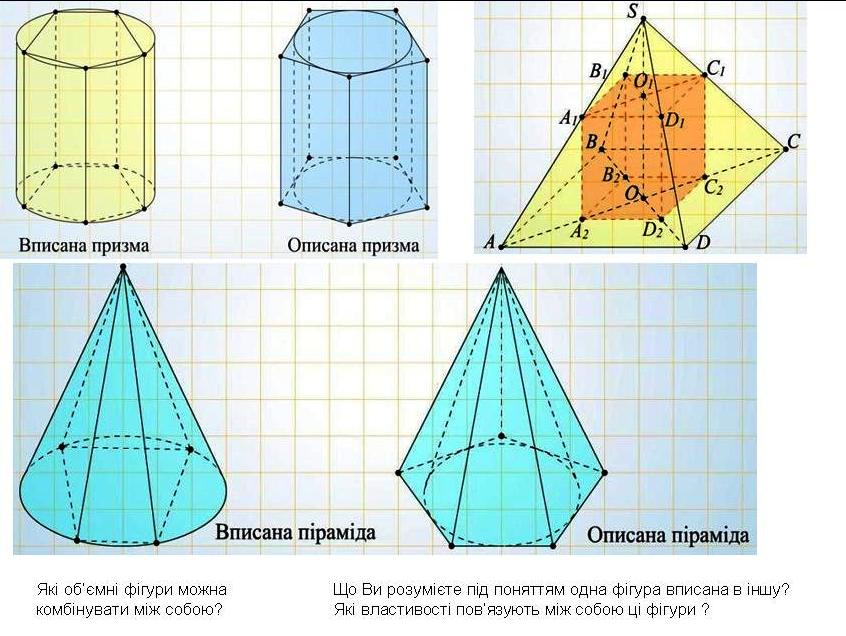 Вписана призма
Описана призма
S
B₁
C₁
O₁
A₁
D₁
B
C
B₂
C₂
O
A
A₂
D₂
D
Вписана піраміда
Описана піраміда
Які об'ємні фігури можна
комбінувати між собою?
Що Ви розумієте під поняттям одна фігура вписана в іншу?
Які властивості пов'язують між собою ці фігури ?